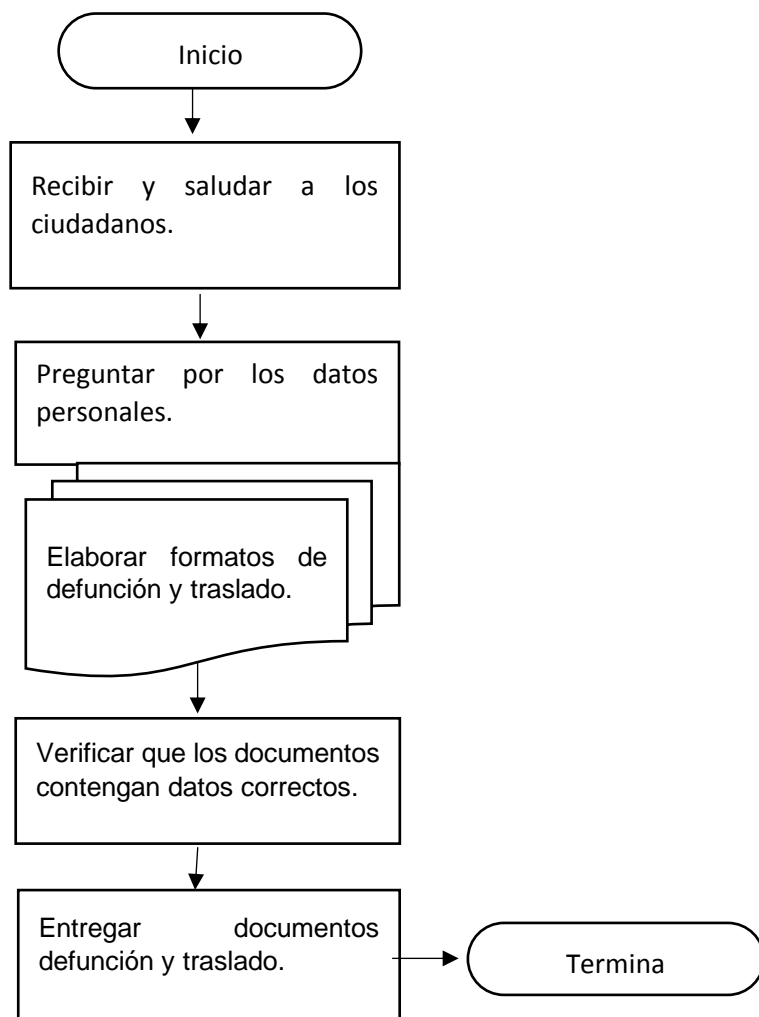 Inicio
Recibir y saludar a los
ciudadanos.
Preguntar por los datos
personales.
Elaborar formatos de
defunción y traslado.
Verificar que los documentos
contengan datos correctos.
Entregar documentos
defunción y traslado.
Termina